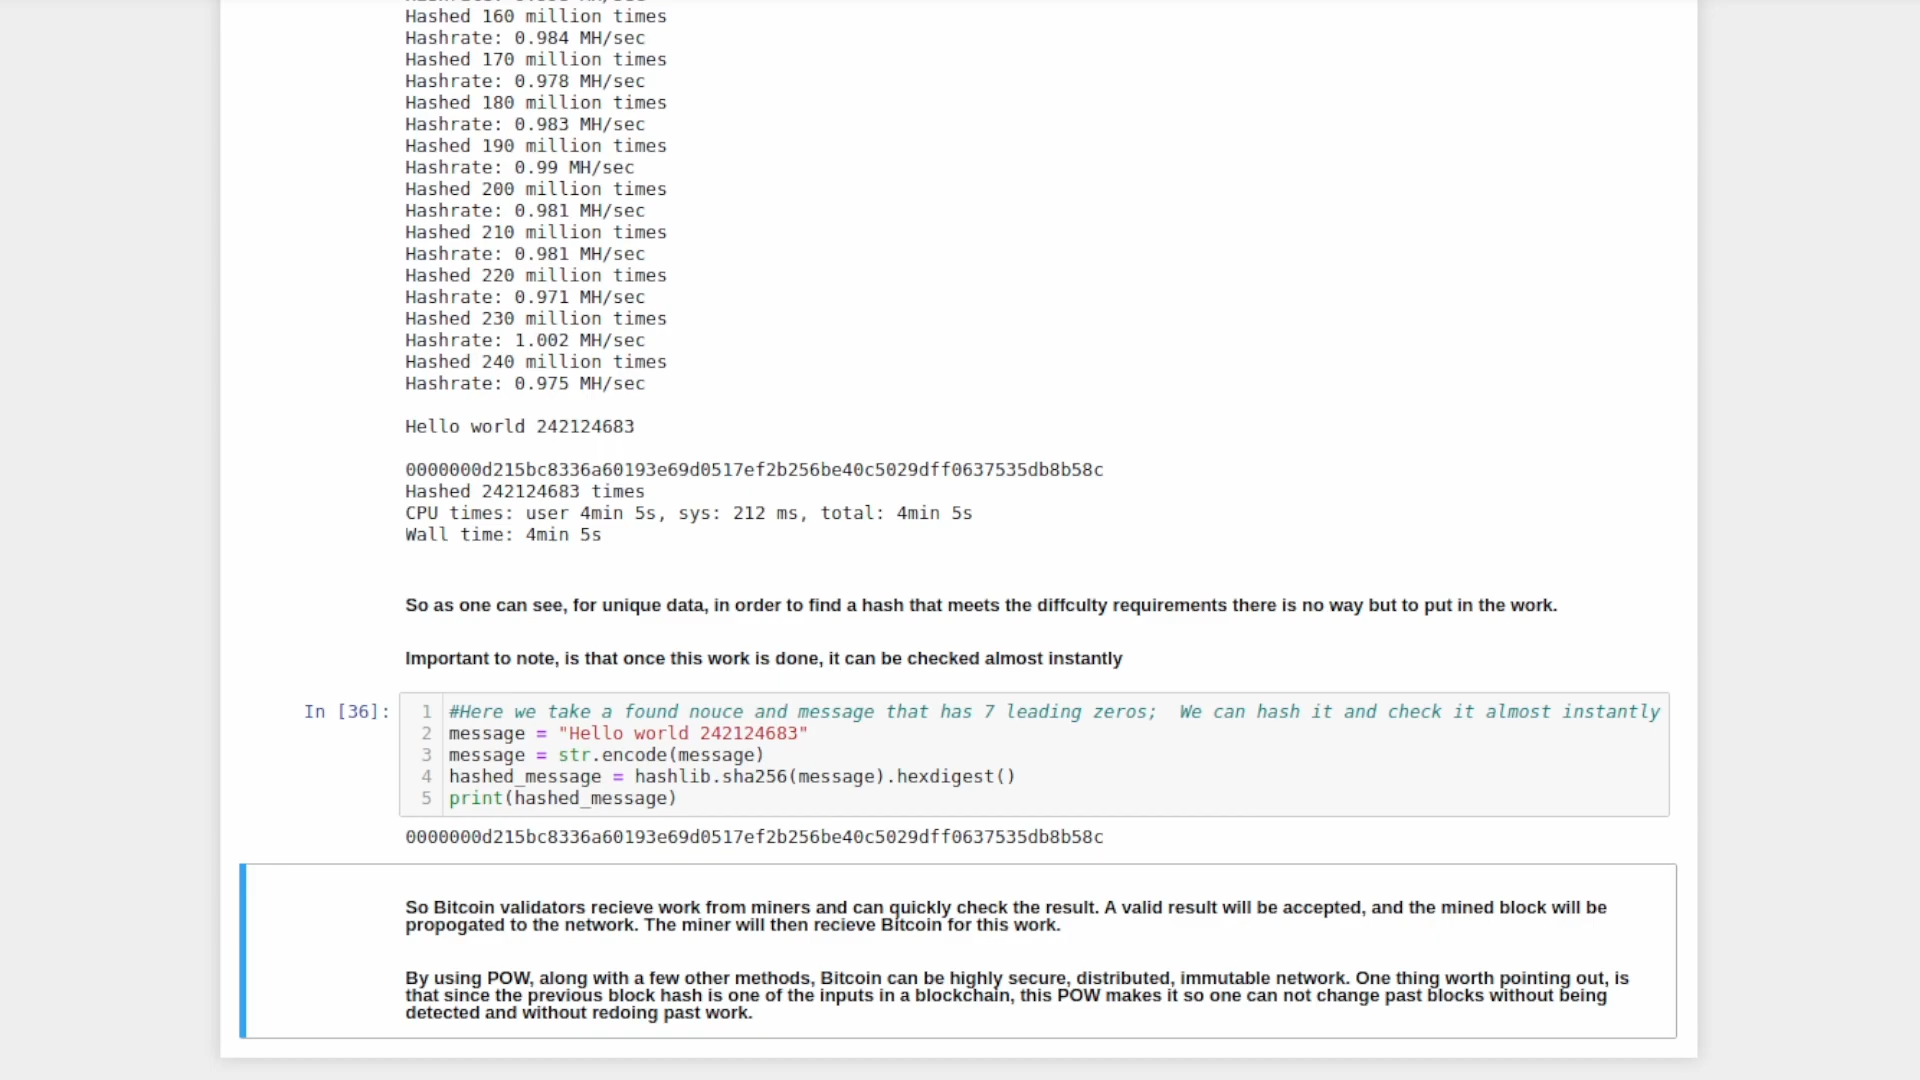 Hashed 160 million times
Hashrate: 0.984 MH/sec
Hashed 170 million times
Hashrate: 0.978 MH/sec
Hashed 180 million times
Hashrate: 0.983 MH/sec
Hashed 190 million times
Hashrate: 0.99 MH/sec
Hashed 200 million times
Hashrate: 0.981 MH/sec
Hashed 210 million times
Hashrate: 0.981 MH/sec
Hashed 220 million times
Hashrate: 0.971 MH/sec
Hashed 230 million times
Hashrate: 1.002 MH/sec
Hashed 240 million times
Hashrate: 0.975 MH/sec
Hello world 242124683
0000000d215bc8336a60193e69d0517ef2b256be40c5029dff0637535db8b58c
Hashed 242124683 times
CPU times: user 4min 5s, sys: 212 ms, total: 4min 5s
Wall time: 4min 5s
So as one can see, for unique data, in order to find a hash that meets the diffculty requirements there is no way but to put in the work.
Important to note, is that once this work is done, it can be checked almost instantly
In [36]:
1 #Here we take a found nouce and message that has 7 leading zeros;  We can hash it and check it almost instantly
2 message = "Hello world 242124683"
3 message = str.encode(message)
4 hashed_message = hashlib.sha256(message).hexdigest()
5 print(hashed_message)
0000000d215bc8336a60193e69d0517ef2b256be40c5029dff0637535db8b58c
So Bitcoin validators recieve work from miners and can quickly check the result. A valid result will be accepted, and the mined block will be
propogated to the network. The miner will then recieve Bitcoin for this work.
By using POW, along with a few other methods, Bitcoin can be highly secure, distributed, immutable network. One thing worth pointing out, is
that since the previous block hash is one of the inputs in a blockchain, this POW makes it so one can not change past blocks without being
detected and without redoing past work.